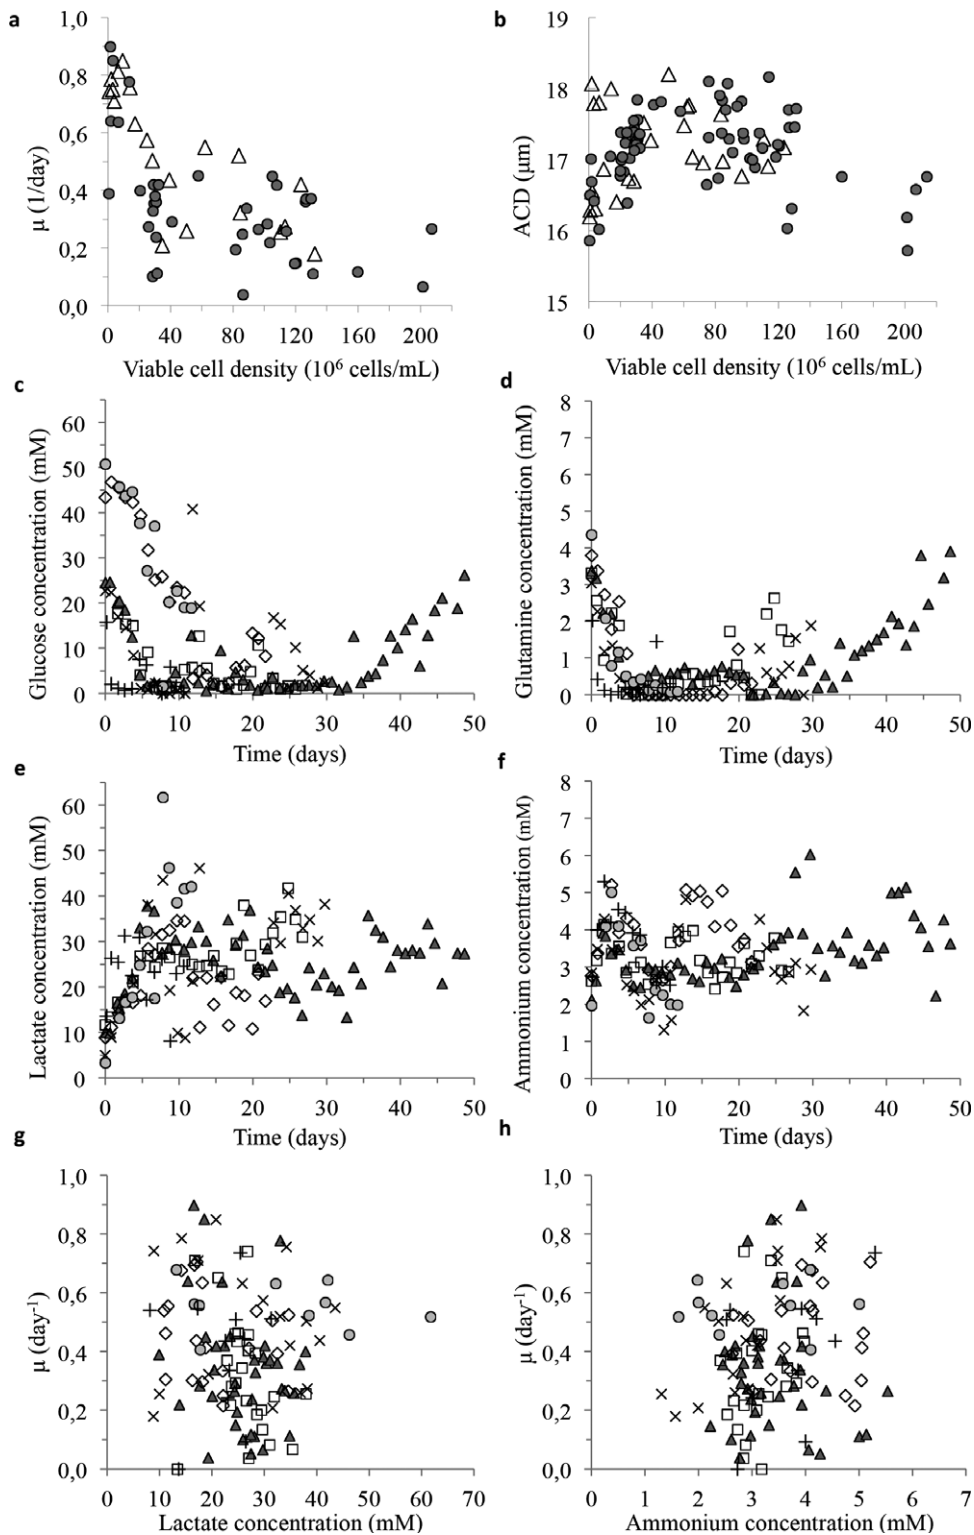 a
b
1,0
0,8
0,6
0,4
0,2
0,0
µ (1/day)
0 40 80 120 160 200
Viable cell density (10⁶ cells/mL)
19
18
17
16
15
ACD (µm)
0 40 80 120 160 200
Viable cell density (10⁶ cells/mL)
c
d
60
50
40
30
20
10
0
Glucose concentration (mM)
0 10 20 30 40 50
Time (days)
8
7
6
5
4
3
2
1
0
Glutamine concentration (mM)
0 10 20 30 40 50
Time (days)
e
f
60
50
40
30
20
10
0
Lactate concentration (mM)
0 10 20 30 40 50
Time (days)
8
7
6
5
4
3
2
1
0
Ammonium concentration (mM)
0 10 20 30 40 50
Time (days)
g
h
1,0
0,8
0,6
0,4
0,2
0,0
µ (day⁻¹)
0 10 20 30 40 50 60 70
Lactate concentration (mM)
1,0
0,8
0,6
0,4
0,2
0,0
µ (day⁻¹)
0 1 2 3 4 5 6 7
Ammonium concentration (mM)